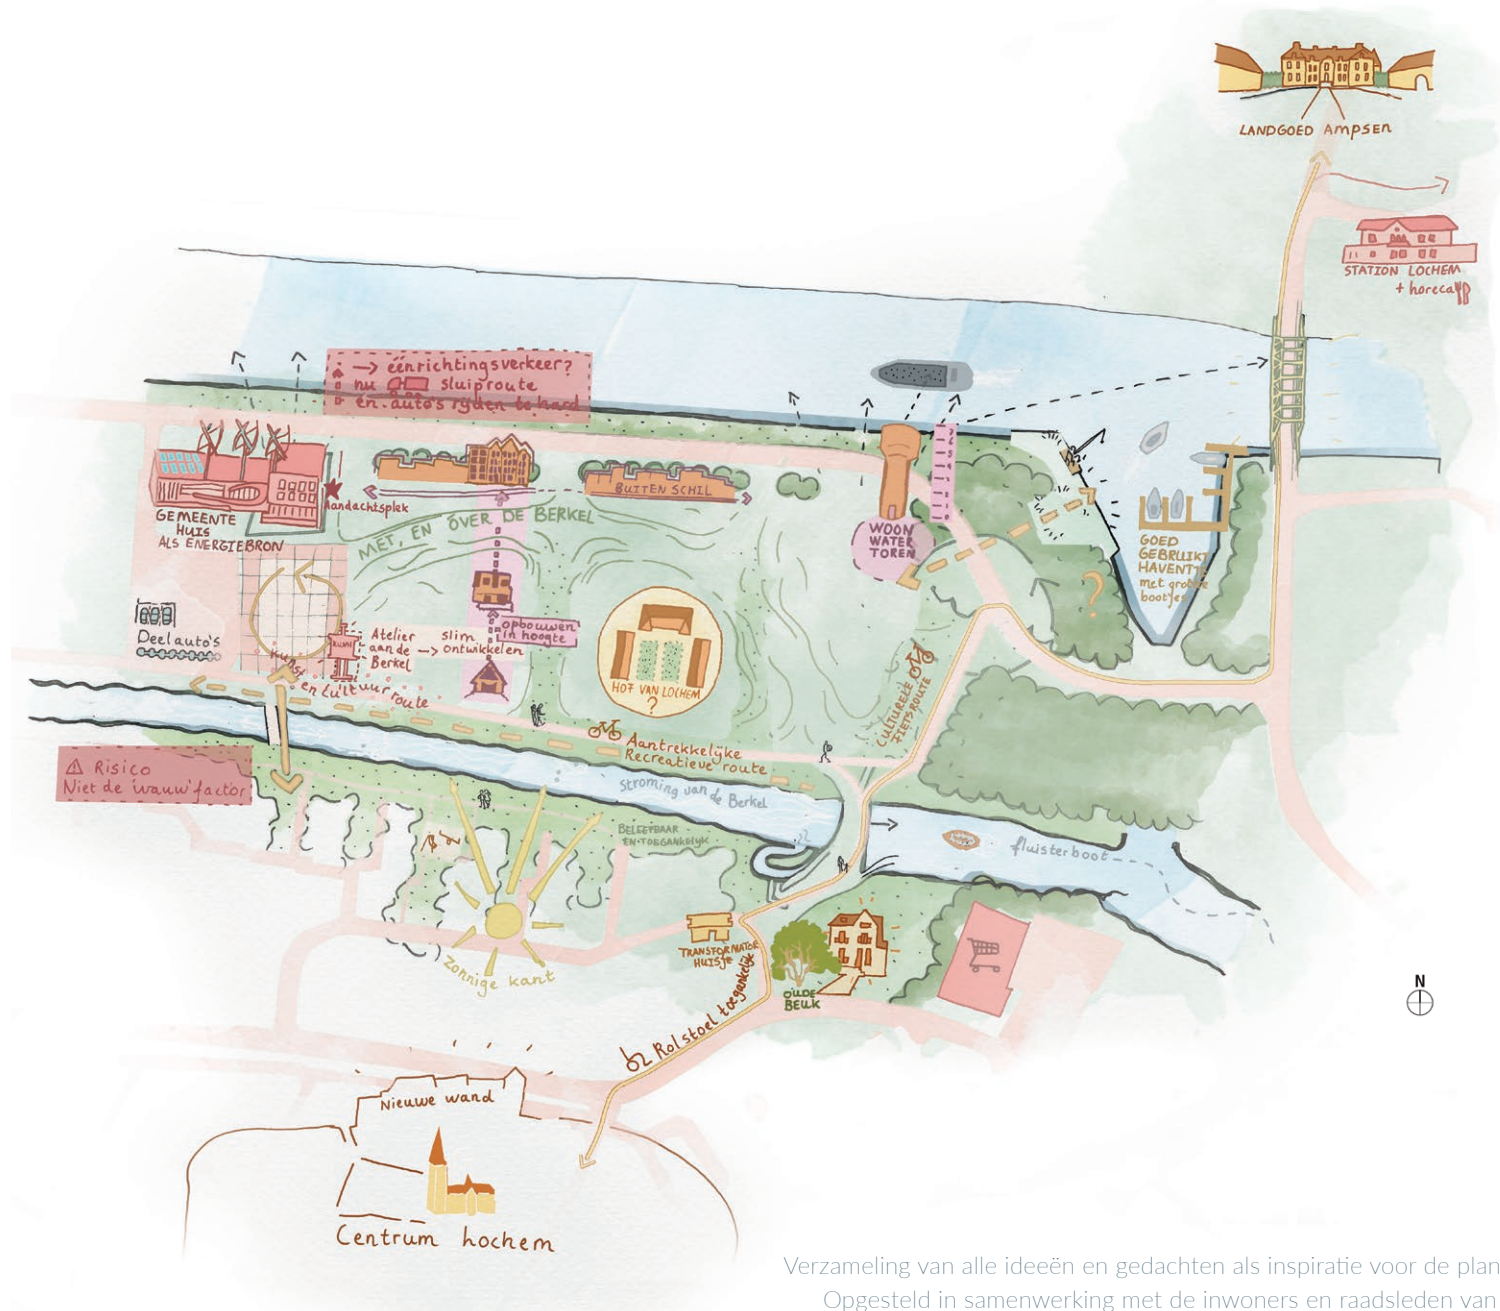 LANDGOED AMPSEN
STATION LOCHEM
+ horeca
→ éénrichtingsverkeer?
nu sluiproute
en auto's rijden te hard
GEMEENTE
HUIS
ALS ENERGIEBRON
Aandachtsplek
BUITEN SCHIL
MET, EN OVER DE BERKEL
WOON
WATER
TOREN
GOED
GEBRUIKT
HAVENTJE
met grotere
bootjes
?
Deelauto's
KUNST
Atelier
aan de
Berkel
→
slim
ontwikkelen
opbouwen
in hoogte
HOF VAN LOCHEM
?
kunst en cultuur route
CULTURELE
FIETSROUTE
Aantrekkelijke
Recreatieve route
⚠ Risico
Niet de 'wauw' factor
Stroming van de Berkel
BELEEFBAAR
EN TOEGANKELIJK
fluisterboot
Zonnige kant
TRANSFORMATOR
HUISJE
OUDE
BEUK
Rolstoel toegankelijk
N
Nieuwe wand
Centrum hochem
Verzameling van alle ideeën en gedachten als inspiratie voor de plan
Opgesteld in samenwerking met de inwoners en raadsleden van